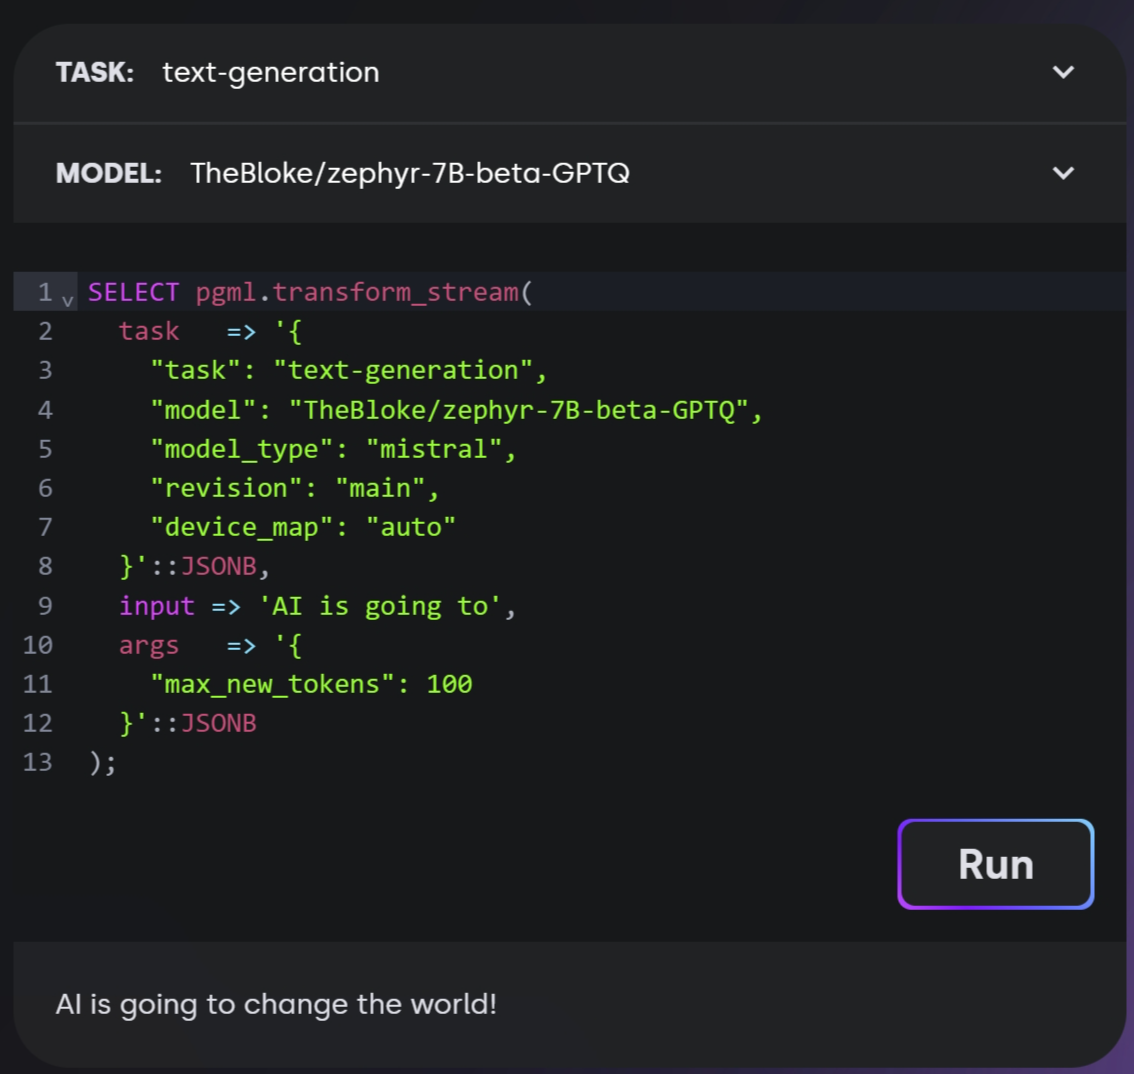 TASK: text-generation
MODEL: TheBloke/zephyr-7B-beta-GPTQ
1 v SELECT pgml.transform_stream(
2   task   => '{
3     "task": "text-generation",
4     "model": "TheBloke/zephyr-7B-beta-GPTQ",
5     "model_type": "mistral",
6     "revision": "main",
7     "device_map": "auto"
8   }'::JSONB,
9   input => 'AI is going to',
10   args   => '{
11     "max_new_tokens": 100
12   }'::JSONB
13 );
Run
AI is going to change the world!